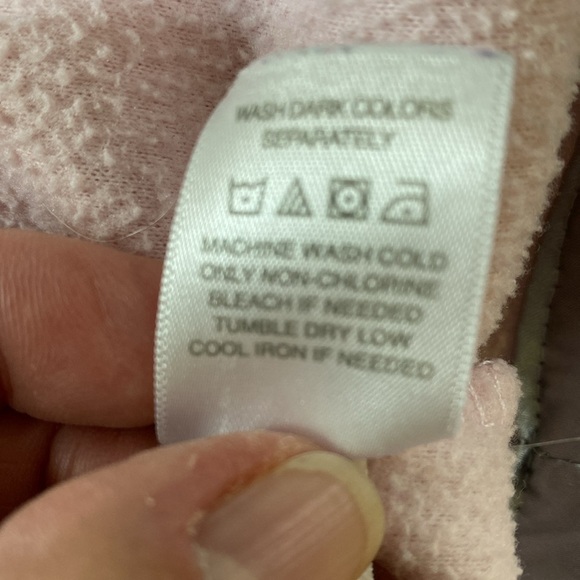 WASH DARK COLORS
SEPARATELY
MACHINE WASH COLD
ONLY NON-CHLORINE
BLEACH IF NEEDED
TUMBLE DRY LOW
COOL IRON IF NEEDED